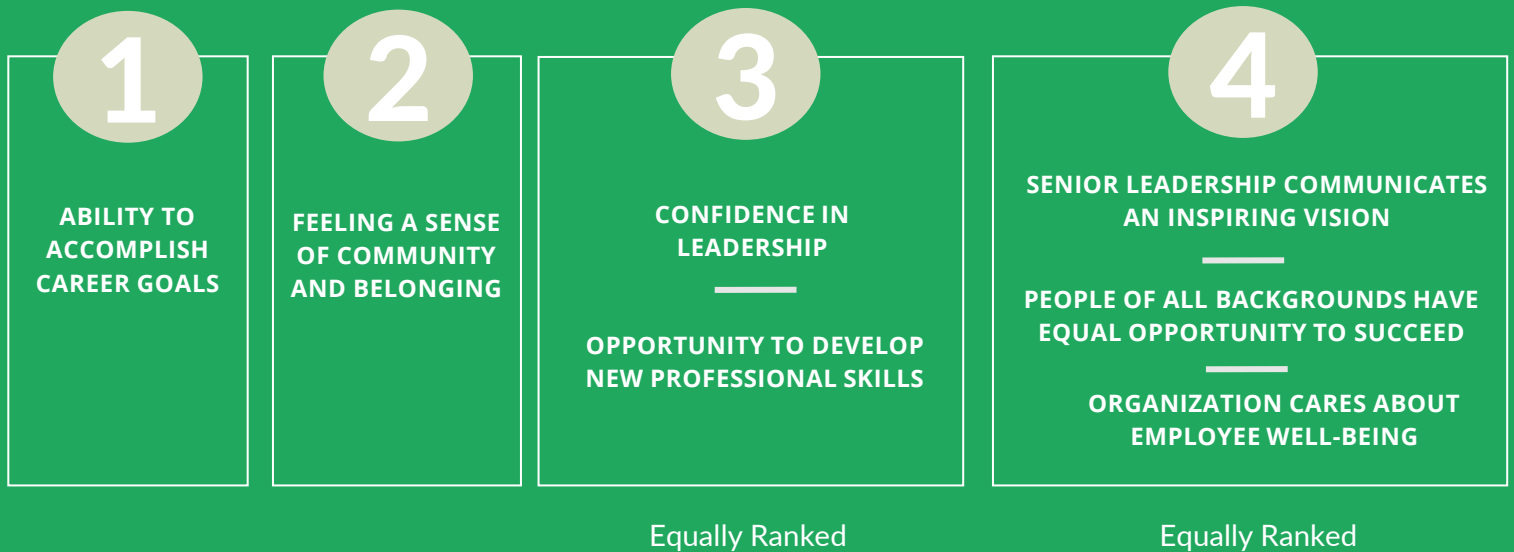 1
ABILITY TO
ACCOMPLISH
CAREER GOALS
2
FEELING A SENSE
OF COMMUNITY
AND BELONGING
3
CONFIDENCE IN
LEADERSHIP
OPPORTUNITY TO DEVELOP
NEW PROFESSIONAL SKILLS
Equally Ranked
4
SENIOR LEADERSHIP COMMUNICATES
AN INSPIRING VISION
PEOPLE OF ALL BACKGROUNDS HAVE
EQUAL OPPORTUNITY TO SUCCEED
ORGANIZATION CARES ABOUT
EMPLOYEE WELL-BEING
Equally Ranked